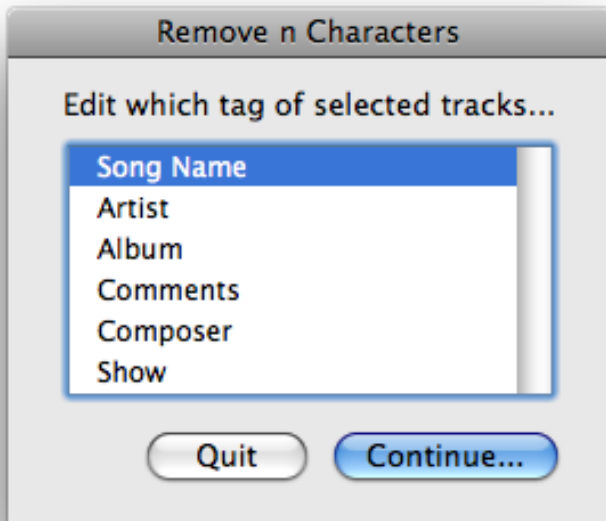 Remove n Characters
Edit which tag of selected tracks...
Song Name
Artist
Album
Comments
Composer
Show
Quit
Continue...